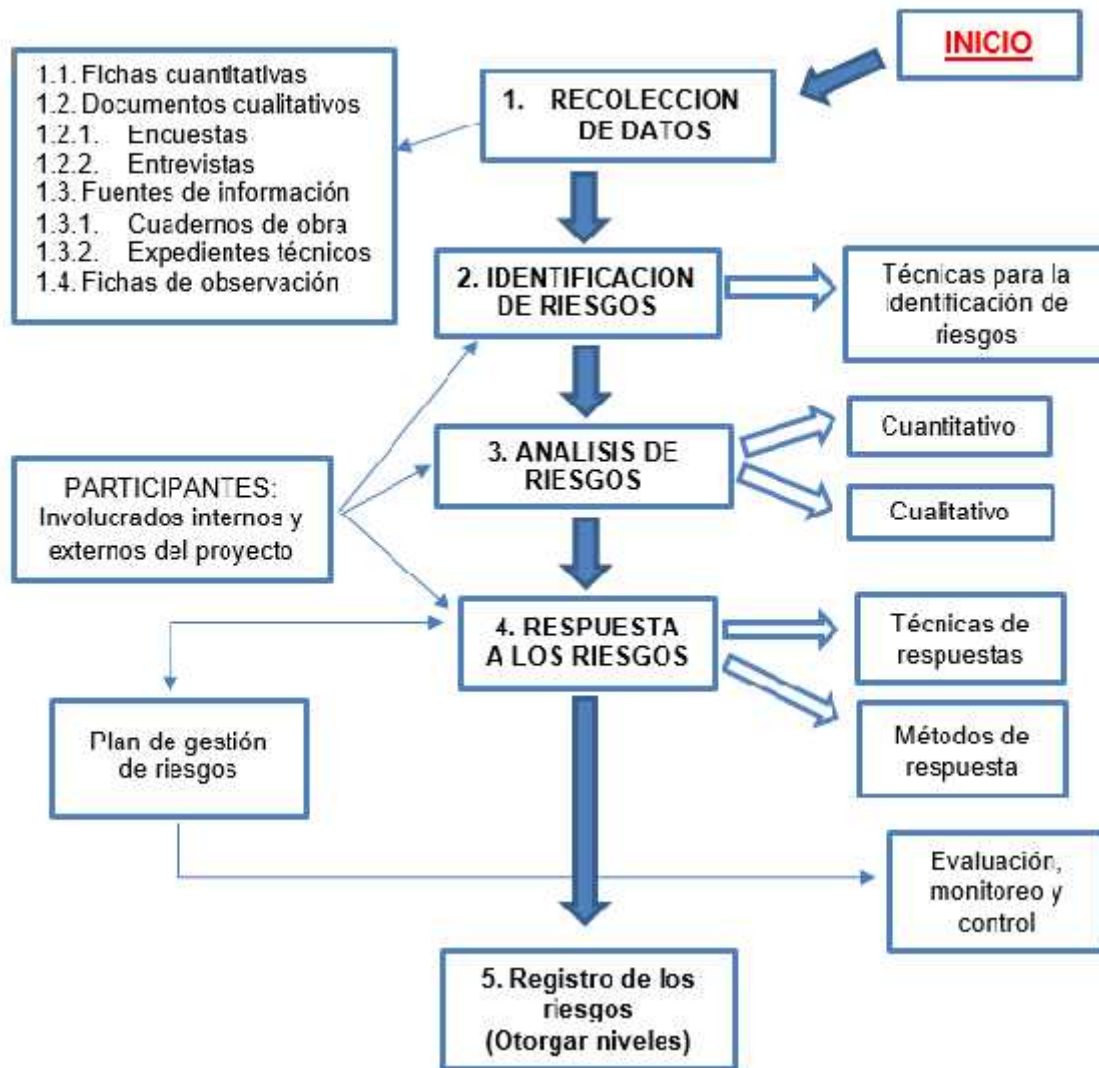 INICIO
1. RECOLECCION
DE DATOS
1.1. Fichas cuantitativas
1.2. Documentos cualitativos
1.2.1. Encuestas
1.2.2. Entrevistas
1.3. Fuentes de información
1.3.1. Cuadernos de obra
1.3.2. Expedientes técnicos
1.4. Fichas de observación
2. IDENTIFICACION
DE RIESGOS
Técnicas para la
identificación de
riesgos
3. ANALISIS DE
RIESGOS
Cuantitativo
Cualitativo
PARTICIPANTES:
Involucrados internos y
externos del proyecto
4. RESPUESTA
A LOS RIESGOS
Técnicas de
respuestas
Métodos de
respuesta
Plan de gestión
de riesgos
Evaluación,
monitoreo y
control
5. Registro de los
riesgos
(Otorgar niveles)